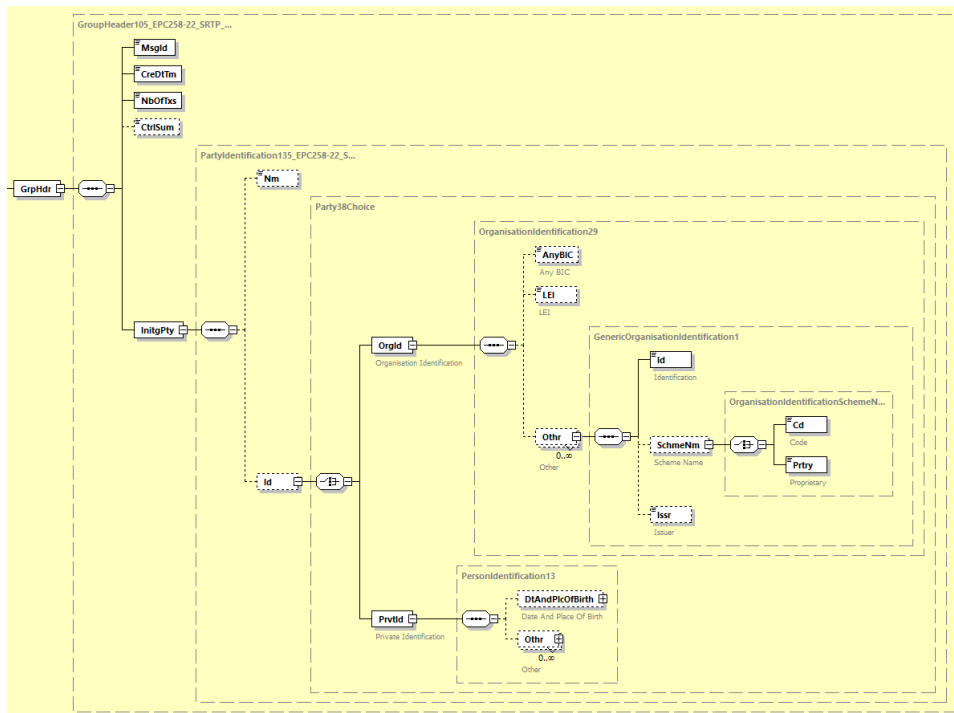 GroupHeader105_EPC258-22_SRTP_...
MsgId
CreDtTm
NbOfTxs
CtrlSum
PartyIdentification135_EPC258-22_S...
GrpHdr
Nm
Party38Choice
OrganisationIdentification29
AnyBIC
Any BIC
LEI
LEI
InitgPty
GenericOrganisationIdentification1
OrgId
Organisation Identification
Id
Identification
OrganisationIdentificationSchemeN...
Cd
Code
Othr
0..∞
Other
SchmeNm
Scheme Name
Prtry
Proprietary
Id
Issr
Issuer
PersonIdentification13
DtAndPlcOfBirth
Date And Place Of Birth
PrvtId
Private Identification
Othr
0..∞
Other